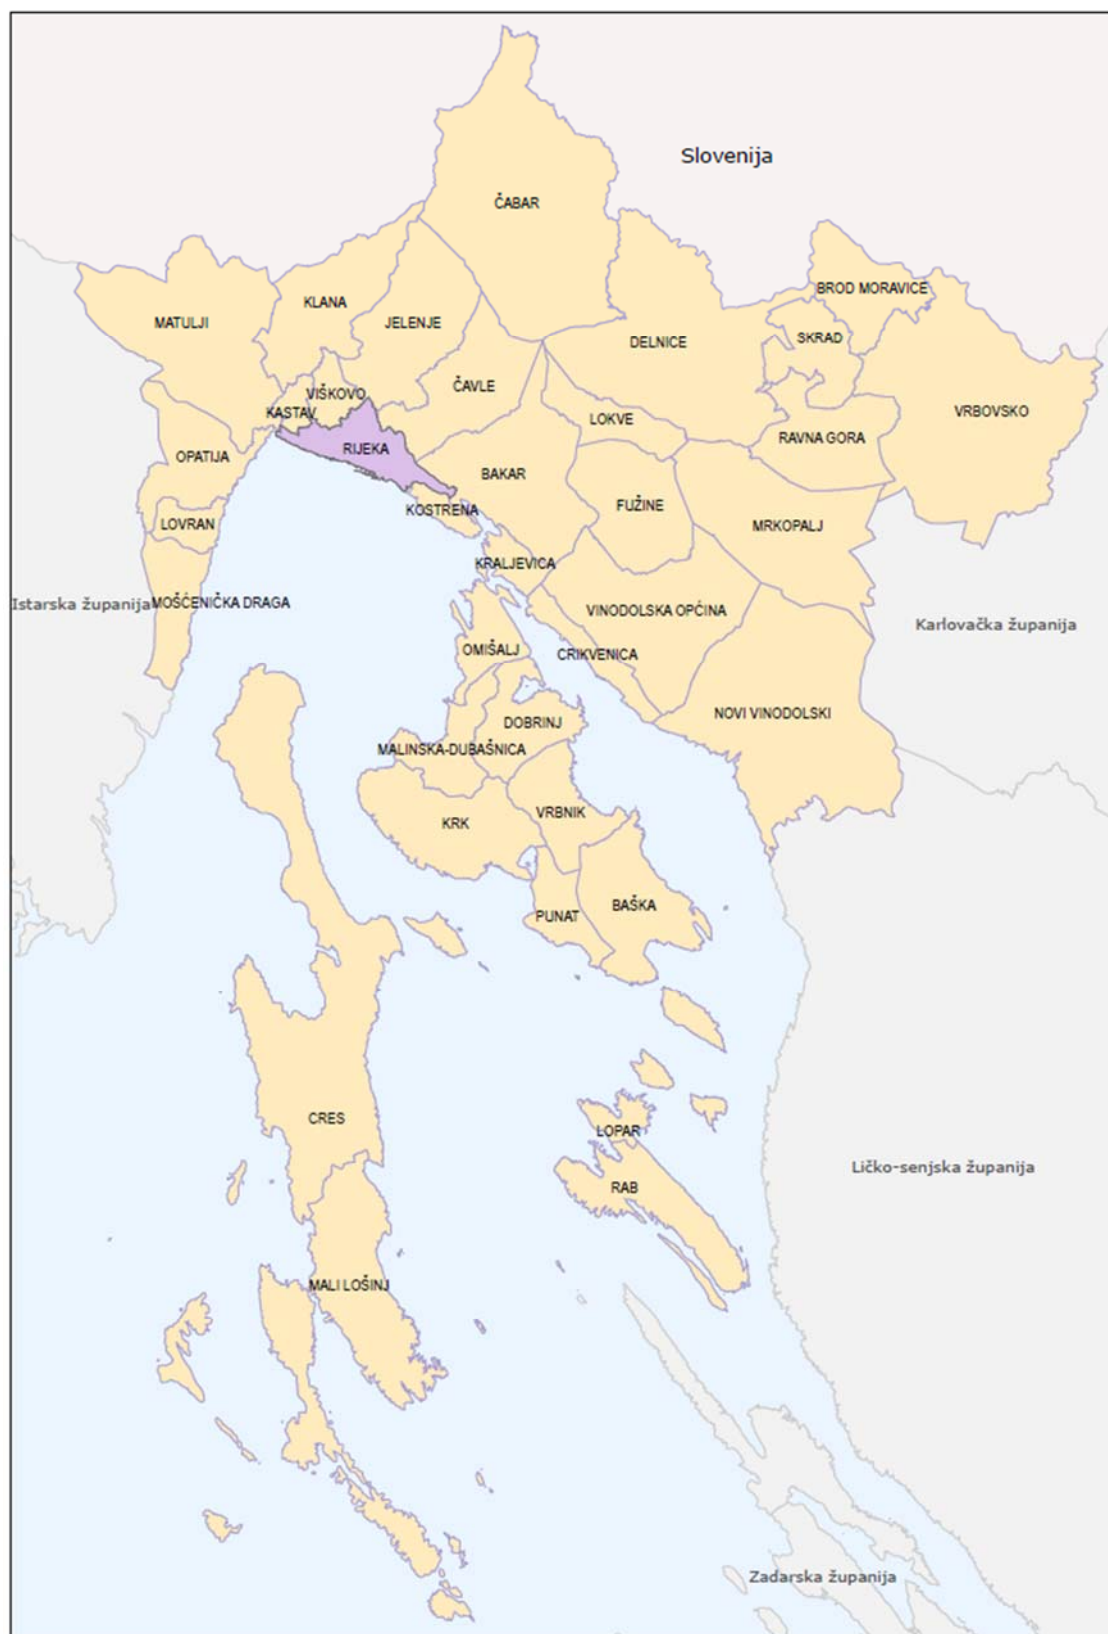 Slovenija
ČABAR
BROD MORAVICE
KLANA
MATULJI
JELENJE
SKRAD
DELNICE
ČAVLE
VIŠKOVO
KASTAV
VRBOVSKO
LOKVE
RAVNA GORA
RIJEKA
OPATIJA
BAKAR
FUŽINE
KOSTRENA
LOVRAN
MRKOPALJ
KRALJEVICA
Istarska županija
MOŠĆENIČKA DRAGA
VINODOLSKA OPĆINA
Karlovačka županija
OMIŠALJ
CRIKVENICA
NOVI VINODOLSKI
DOBRINJ
MALINSKA-DUBAŠNICA
VRBNIK
KRK
BAŠKA
PUNAT
CRES
LOPAR
Ličko-senjska županija
RAB
MALI LOŠINJ
Zadarska županija